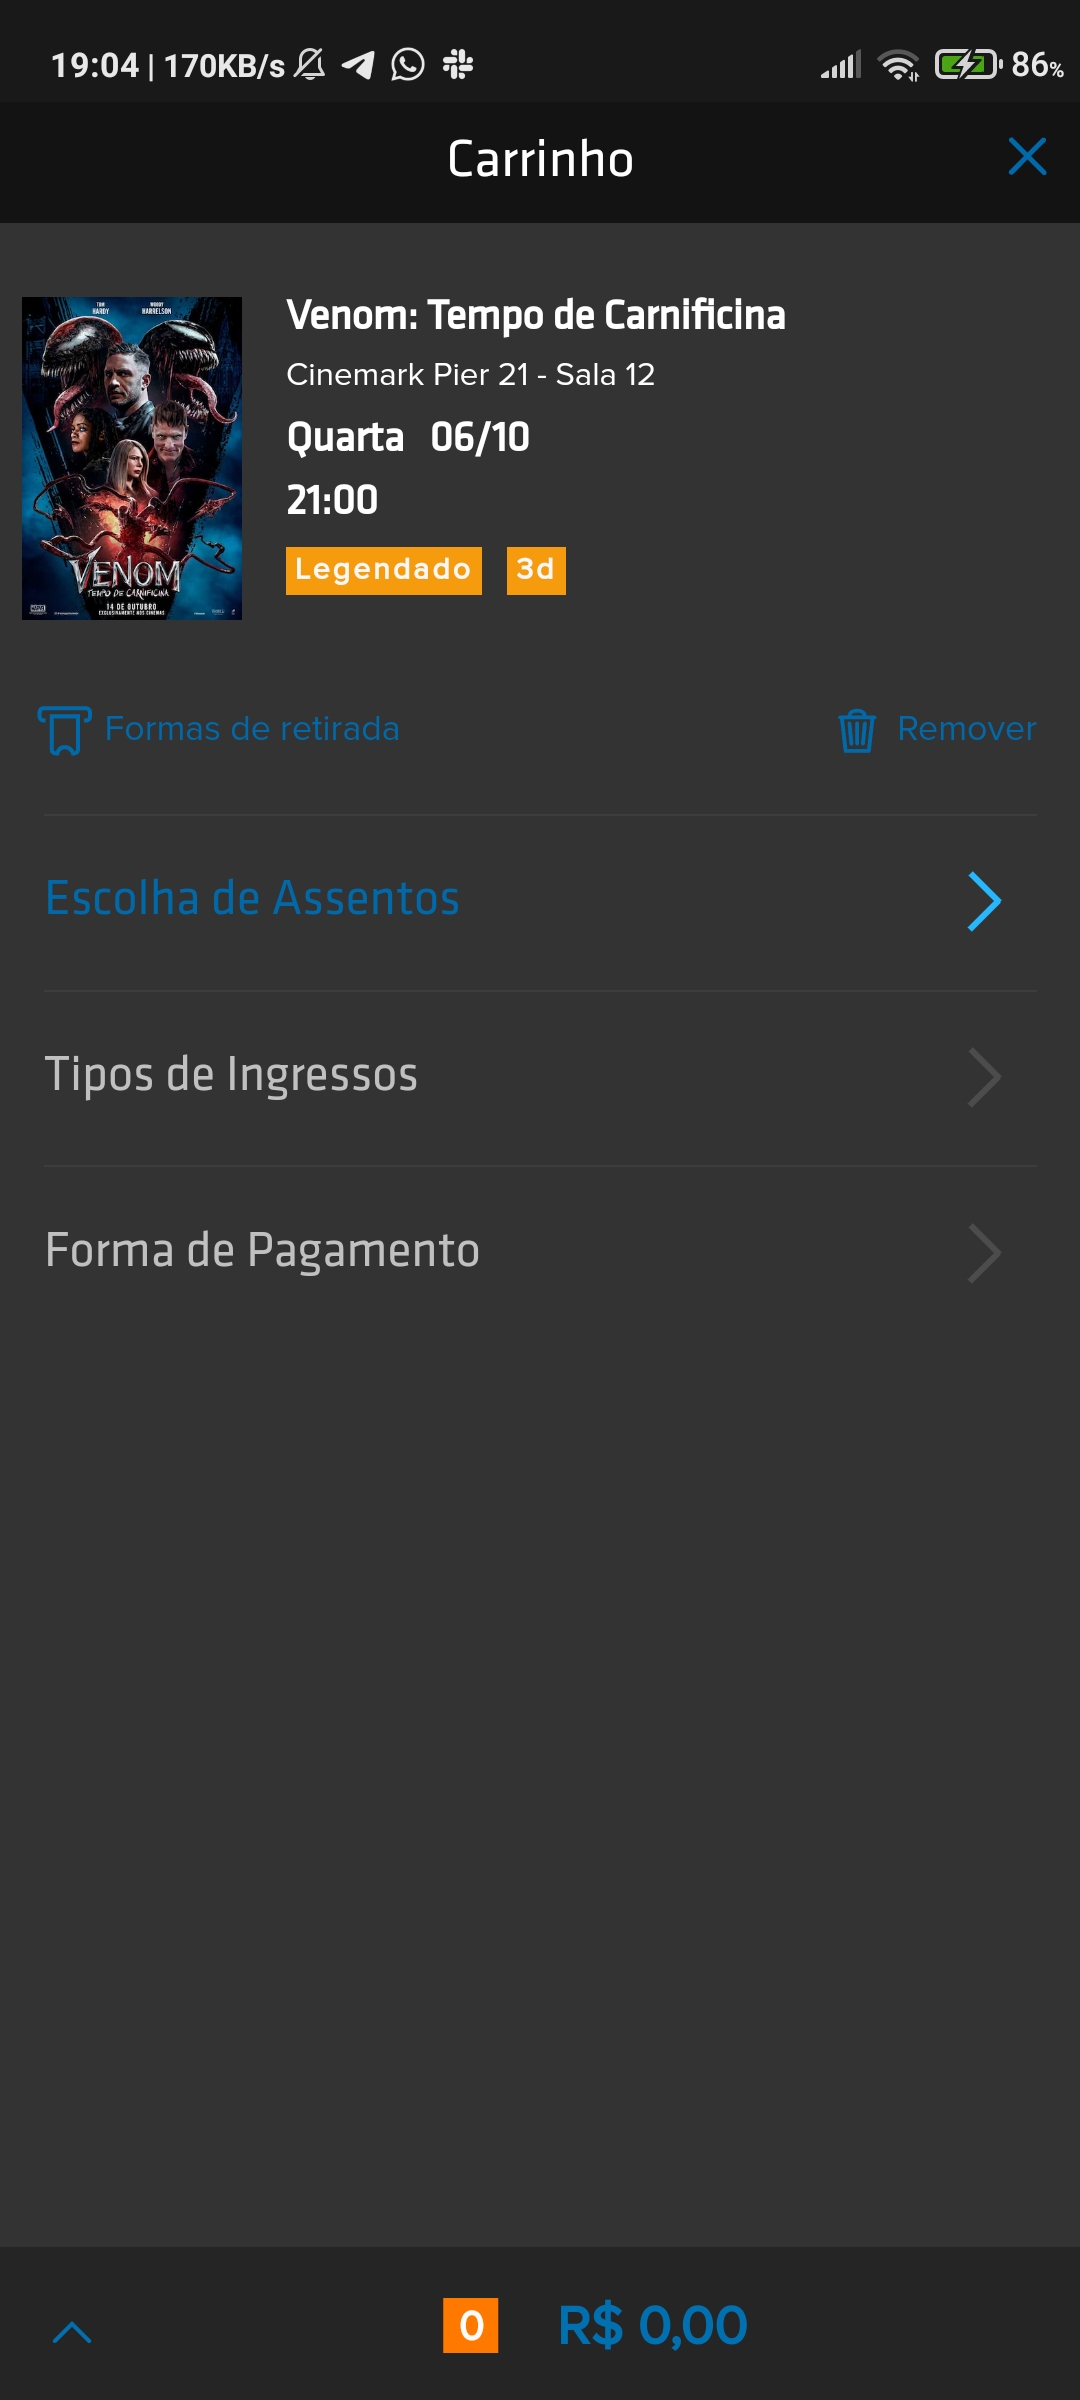 19:04 | 170KB/s
86%
Carrinho
TOM HARDY
WOODY HARRELSON
VENOM
TEMPO DE CARNIFICINA
14 DE OUTUBRO
EXCLUSIVAMENTE NOS CINEMAS
Venom: Tempo de Carnificina
Cinemark Pier 21 - Sala 12
Quarta 06/10
21:00
Legendado 3d
Formas de retirada
Remover
Escolha de Assentos
Tipos de Ingressos
Forma de Pagamento
0 R$ 0,00